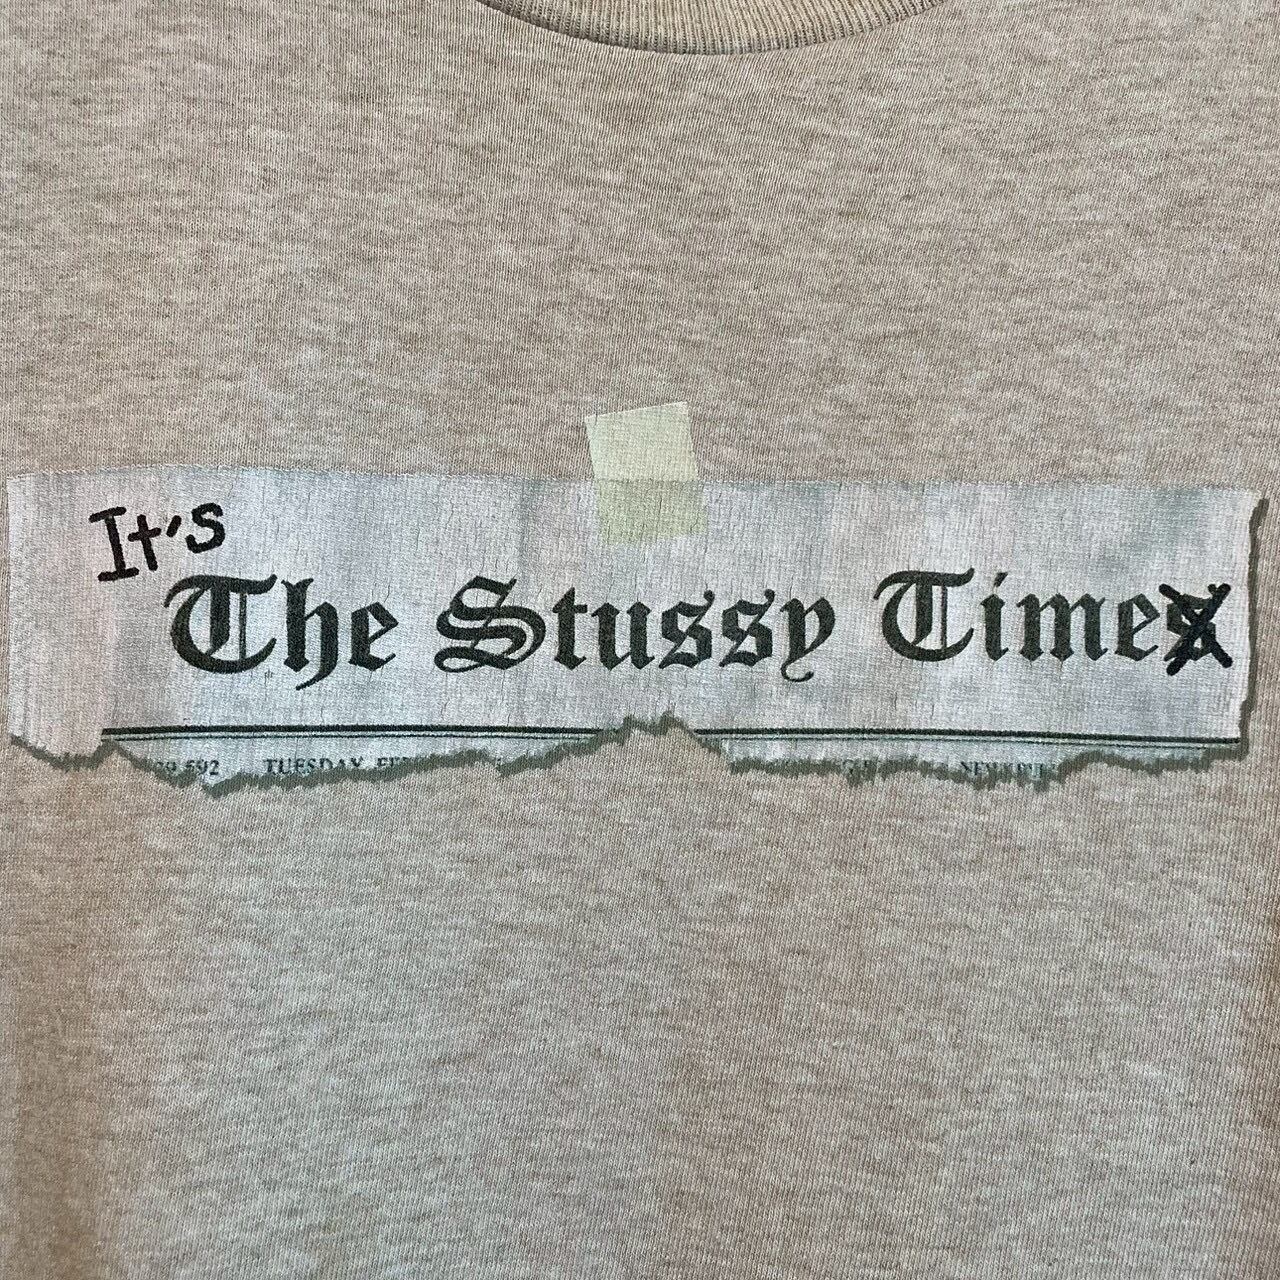 It's
The Stussy Times
592 TUESDAY,